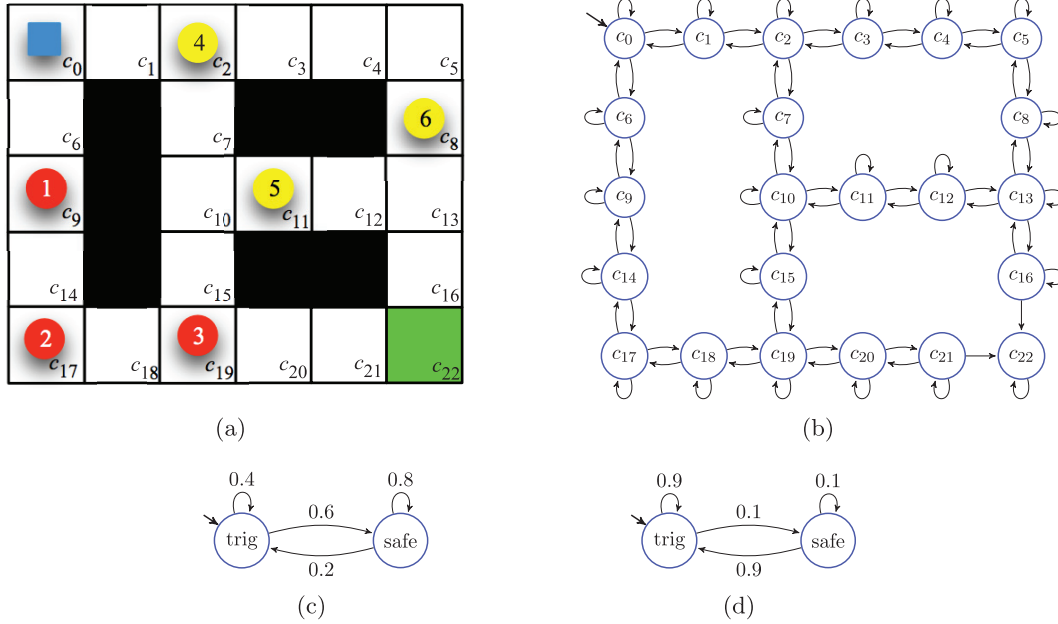 4
c0 c1 c2 c3 c4 c5
6
c6 c7 c8
1 5
c9 c10 c11 c12 c13
c14 c15 c16
2 3
c17 c18 c19 c20 c21 c22
(a)
c0 c1 c2 c3 c4 c5
c6 c7 c8
c9 c10 c11 c12 c13
c14 c15 c16
c17 c18 c19 c20 c21 c22
(b)
0.4 0.8
0.6
trig safe
0.2
(c)
0.9 0.1
0.1
trig safe
0.9
(d)